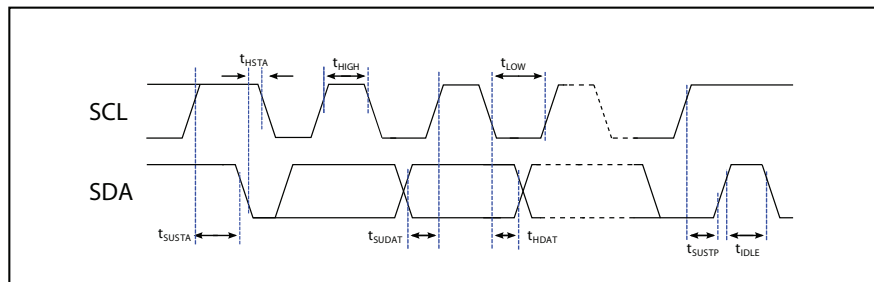 tHSTA
tHIGH
tLOW
SCL
SDA
tSUSTA
tSUDAT
tHDAT
tSUSTP
tIDLE